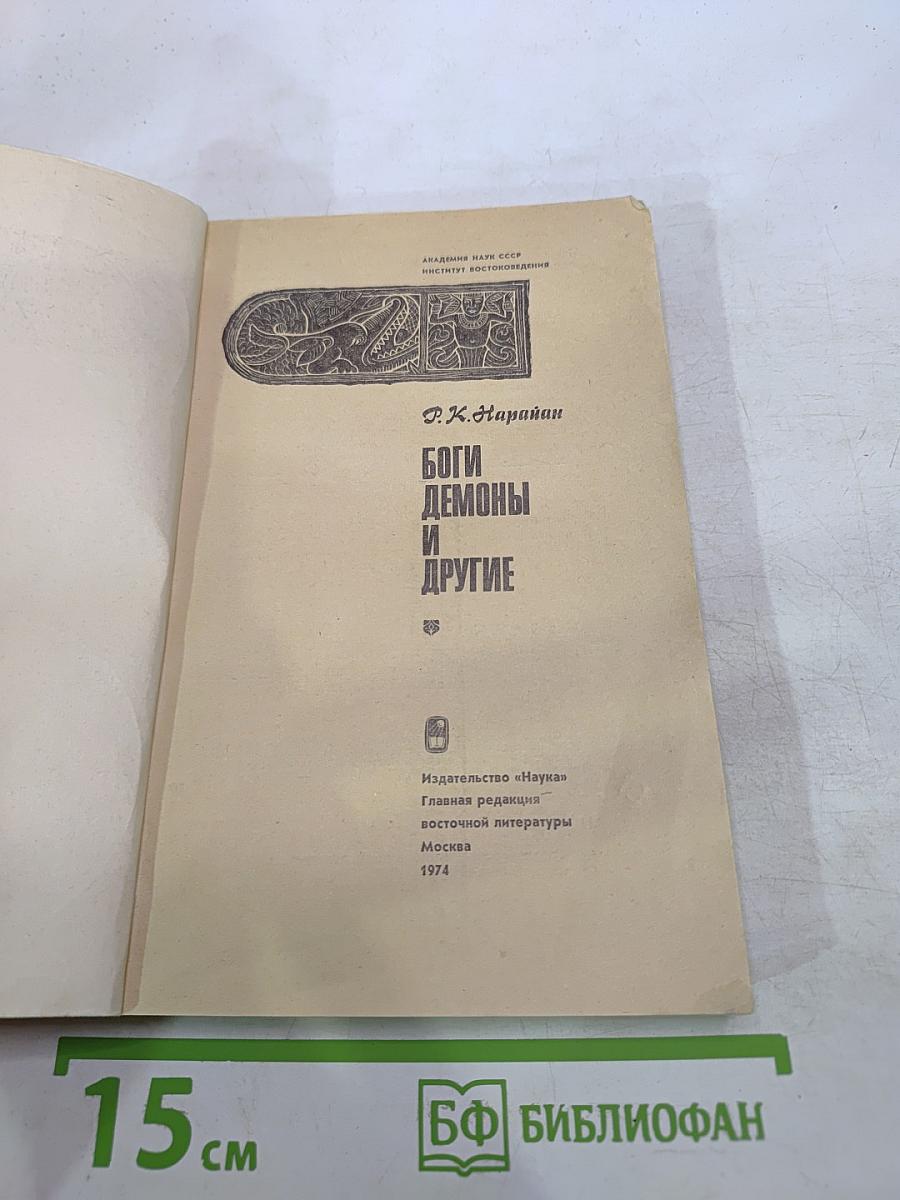 АКАДЕМИЯ НАУК СССР
ИНСТИТУТ ВОСТОКОВЕДЕНИЯ
Р.К.Нарайан
БОГИ
ДЕМОНЫ
И
ДРУГИЕ
Издательство «Наука»
Главная редакция
восточной литературы
Москва
1974
15 см
БФ БИБЛИОФАН